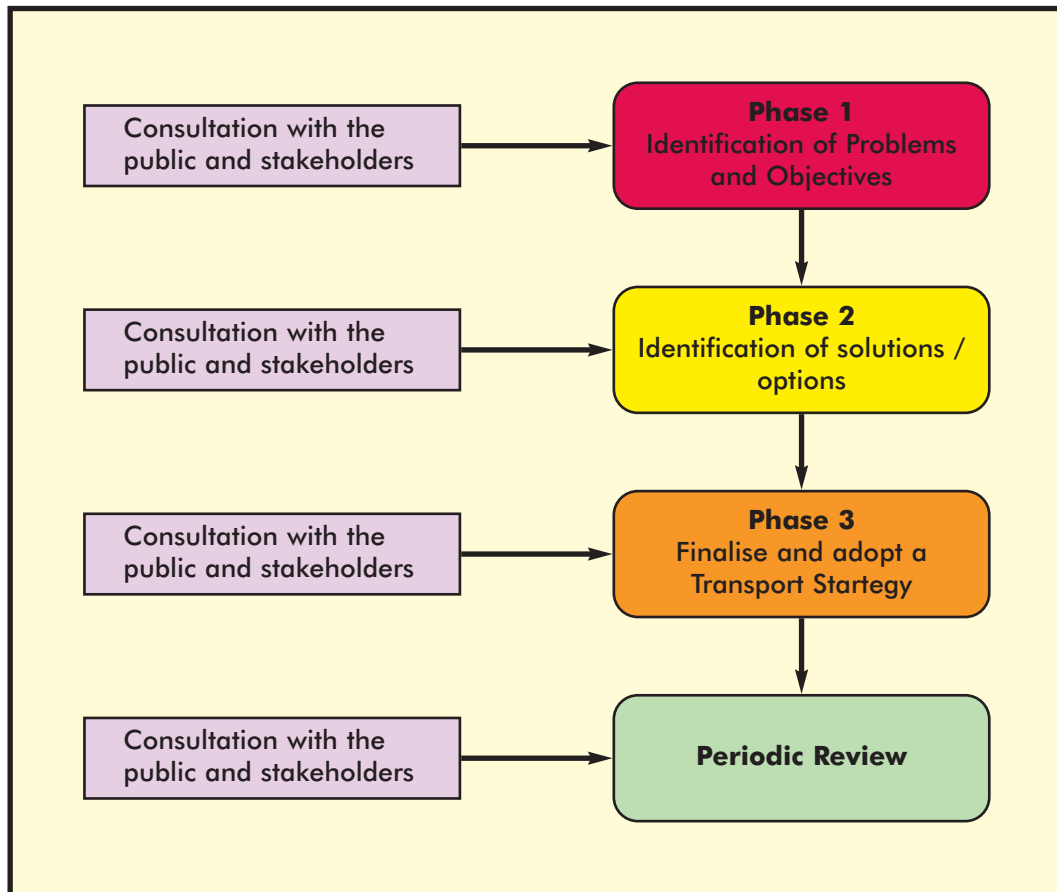 Consultation with the
public and stakeholders
Phase 1
Identification of Problems
and Objectives
Consultation with the
public and stakeholders
Phase 2
Identification of solutions /
options
Consultation with the
public and stakeholders
Phase 3
Finalise and adopt a
Transport Startegy
Consultation with the
public and stakeholders
Periodic Review